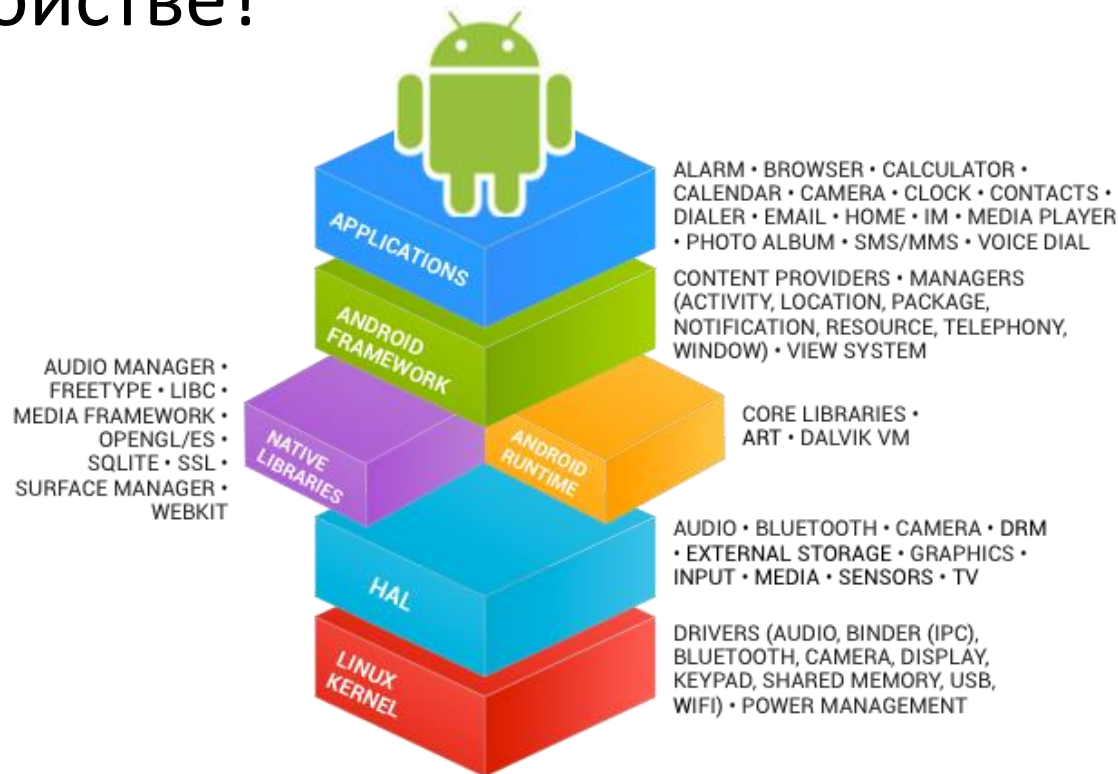 ойстве?
APPLICATIONS
ALARM • BROWSER • CALCULATOR •
CALENDAR • CAMERA • CLOCK • CONTACTS •
DIALER • EMAIL • HOME • IM • MEDIA PLAYER
• PHOTO ALBUM • SMS/MMS • VOICE DIAL
ANDROID
FRAMEWORK
CONTENT PROVIDERS • MANAGERS
(ACTIVITY, LOCATION, PACKAGE,
NOTIFICATION, RESOURCE, TELEPHONY,
WINDOW) • VIEW SYSTEM
AUDIO MANAGER •
FREETYPE • LIBC •
MEDIA FRAMEWORK •
OPENGL/ES •
SQLITE • SSL •
SURFACE MANAGER •
WEBKIT
NATIVE
LIBRARIES
ANDROID
RUNTIME
CORE LIBRARIES •
ART • DALVIK VM
HAL
AUDIO • BLUETOOTH • CAMERA • DRM
• EXTERNAL STORAGE • GRAPHICS •
INPUT • MEDIA • SENSORS • TV
LINUX
KERNEL
DRIVERS (AUDIO, BINDER (IPC),
BLUETOOTH, CAMERA, DISPLAY,
KEYPAD, SHARED MEMORY, USB,
WIFI) • POWER MANAGEMENT